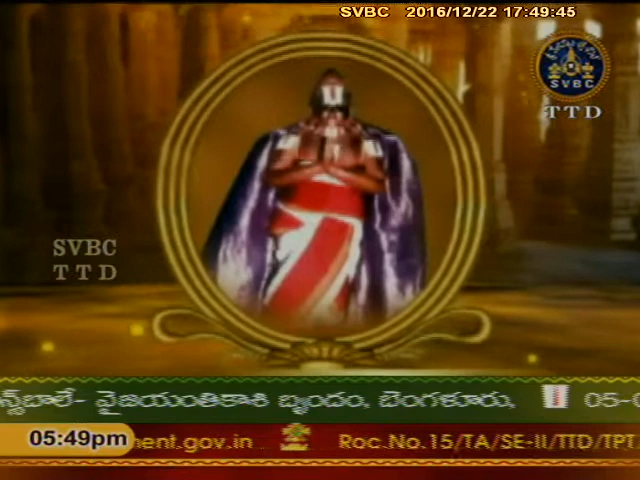 SVBC 2016/12/22 17:49:45
SVBC
TTD
SVBC
TTD
వైజయంతికాశి బృందం, బెంగళూరు, 05-0
05:49pm ment.gov.in Roc.No.15/TA/SE-II/TTD/TPT